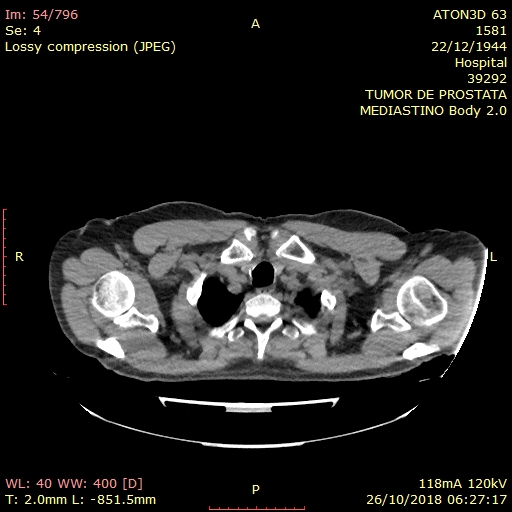 Im: 54/796
Se: 4
Lossy compression (JPEG)
A
ATON3D 63
1581
22/12/1944
Hospital
39292
TUMOR DE PROSTATA
MEDIASTINO Body 2.0
R
L
WL: 40 WW: 400 [D]
T: 2.0mm L: -851.5mm
P
118mA 120kV
26/10/2018 06:27:17